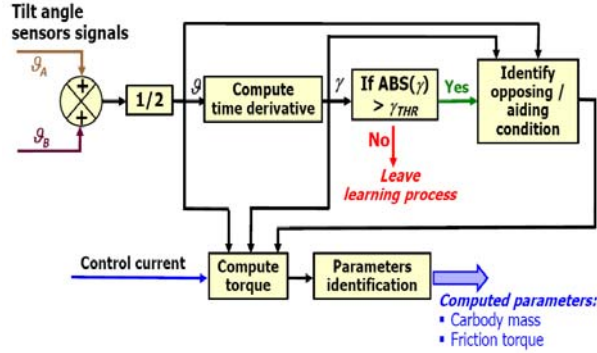 Tilt angle
sensors signals
ϑA
+
+
ϑB
1/2
ϑ
Compute
time derivative
γ
If ABS(γ)
> γTHR
Yes
No
Leave
learning process
Identify
opposing /
aiding
condition
Control current
Compute
torque
Parameters
identification
Computed parameters:
▪ Carbody mass
▪ Friction torque